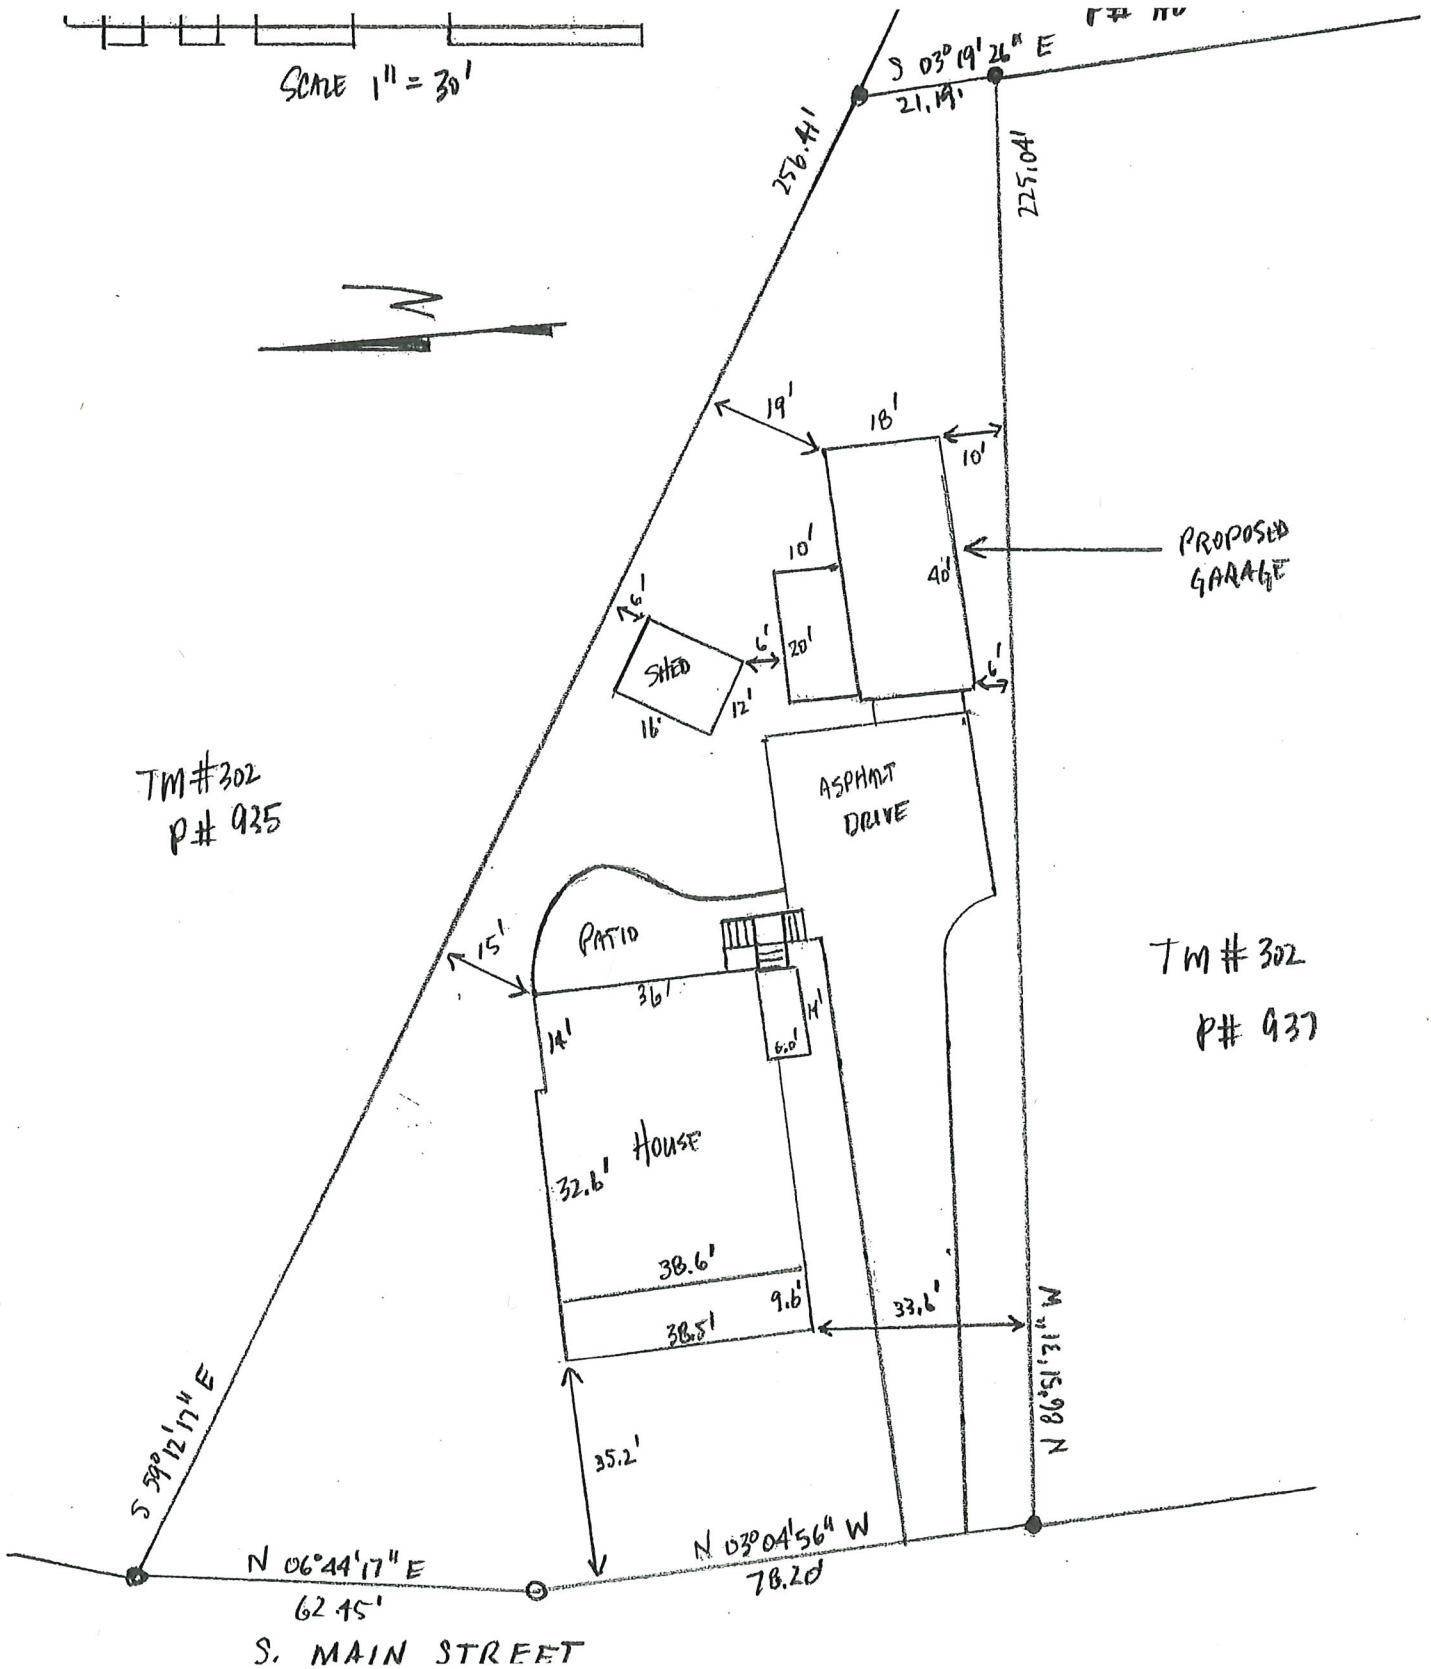 SCALE 1" = 30'
S 03° 19' 26" E
21.19'
256.41'
225.04'
N
19'
18'
10'
PROPOSED
GARAGE
40'
10'
20'
6'
6'
SHED
6'
12'
16'
TM #302
P# 935
ASPHALT
DRIVE
PATIO
15'
36'
14'
14'
6.0'
TM # 302
P# 937
HOUSE
32.6'
38.6'
9.6'
38.5'
33.6'
35.2'
S 59° 12' 17" E
N 86° 51' 31" W
N 06° 44' 17" E
62.45'
N 03° 04' 56" W
78.20'
S. MAIN STREET